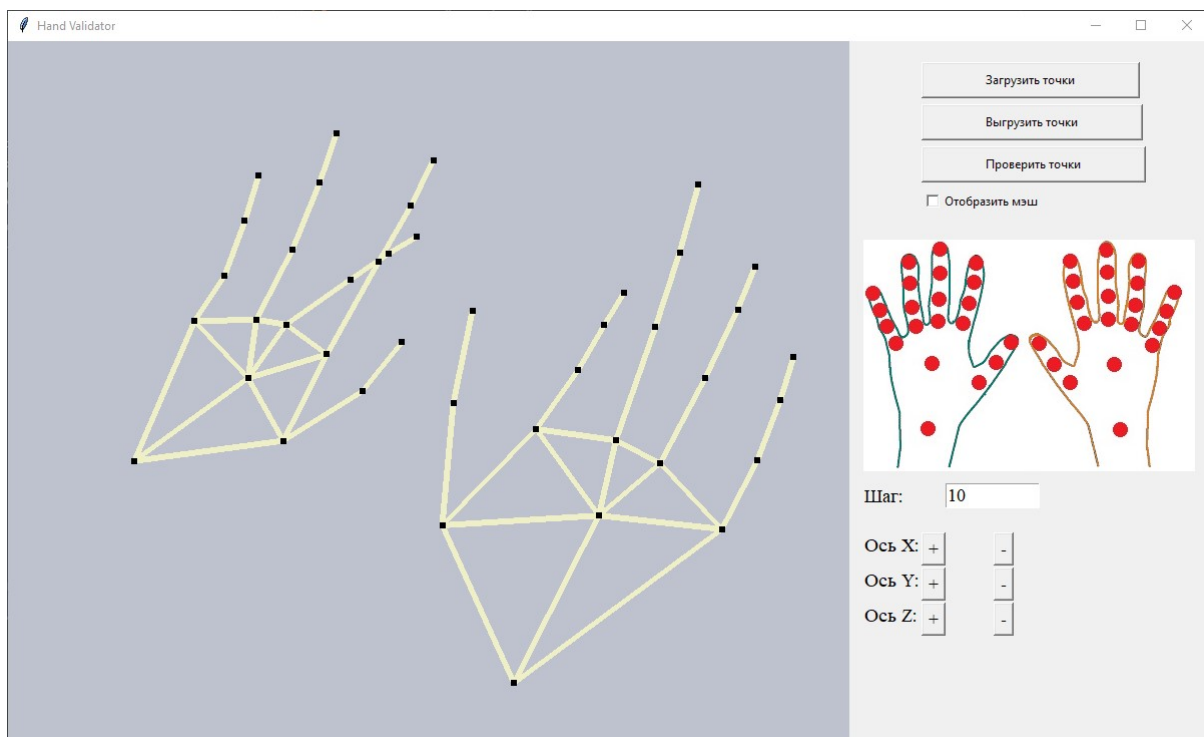 Hand Validator
Загрузить точки
Выгрузить точки
Проверить точки
Отобразить мэш
Шаг: 10
Ось X: + -
Ось Y: + -
Ось Z: + -